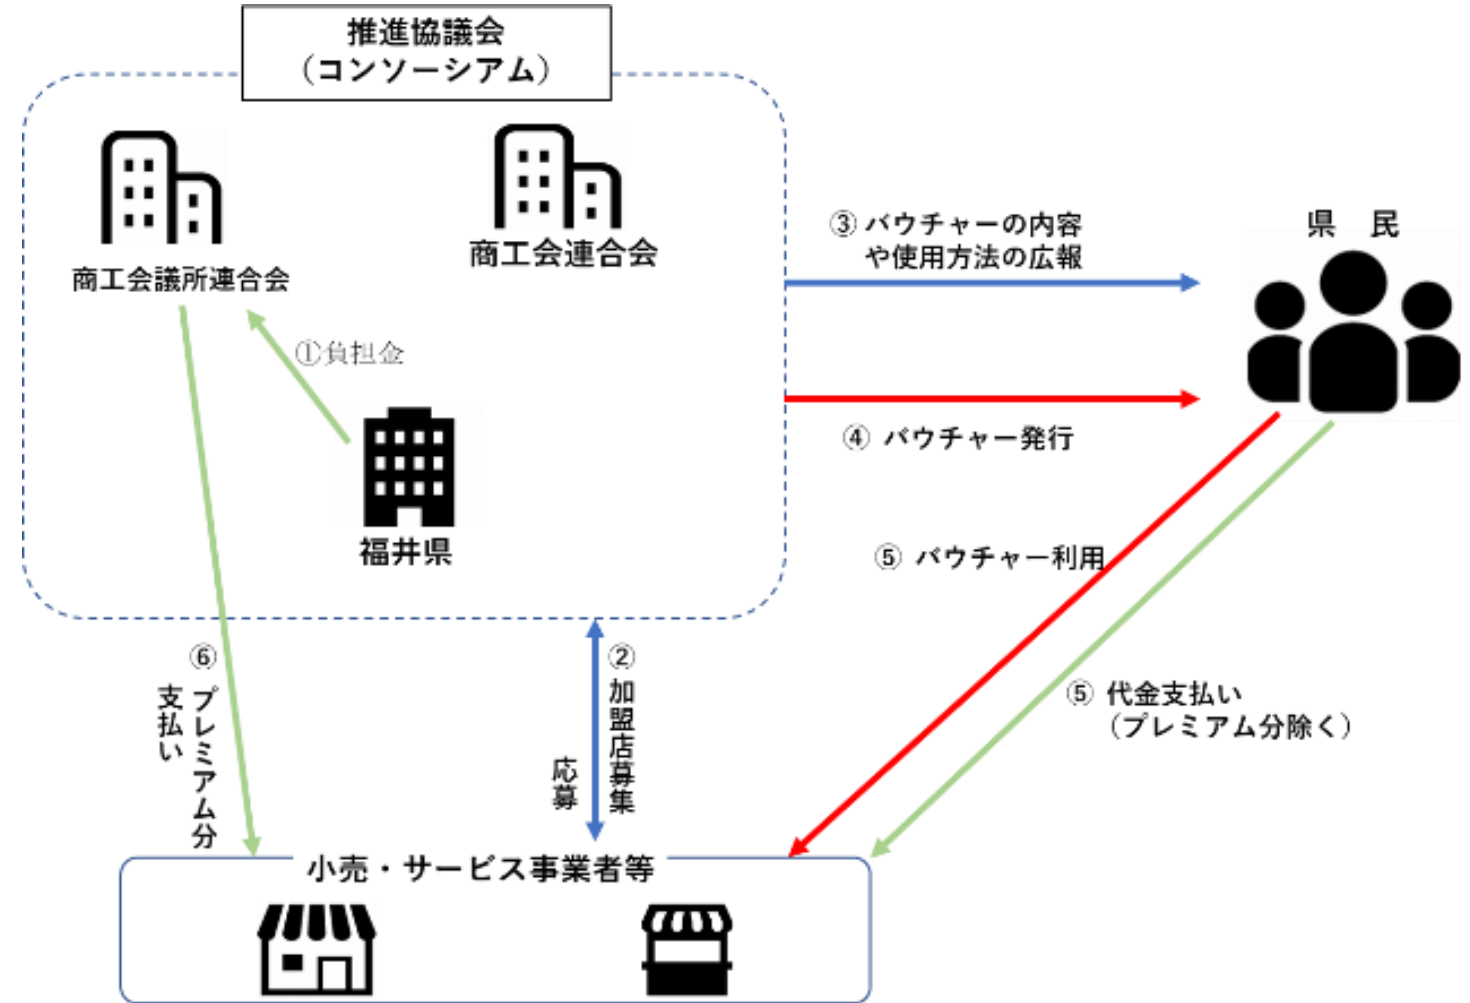 推進協議会
（コンソーシアム）
商工会議所連合会
商工会連合会
①負担金
福井県
③ バウチャーの内容
や使用方法の広報
県　民
④ バウチャー発行
⑤ バウチャー利用
⑤ 代金支払い
（プレミアム分除く）
⑥ プレミアム分
支払い
② 加盟店募集
応募
小売・サービス事業者等